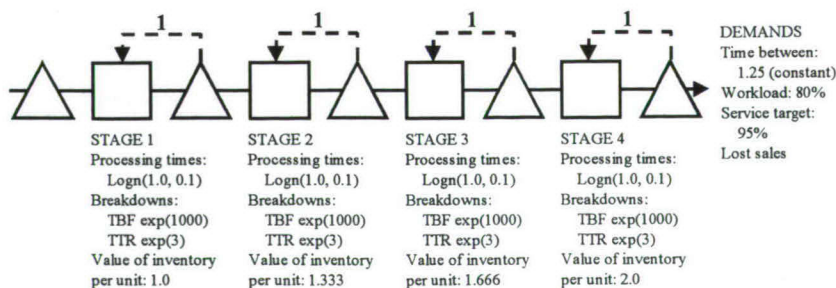 1 1 1 1
DEMANDS
Time between:
1.25 (constant)
Workload: 80%
Service target:
95%
Lost sales
STAGE 1
Processing times:
Logn(1.0, 0.1)
Breakdowns:
TBF exp(1000)
TTR exp(3)
Value of inventory
per unit: 1.0
STAGE 2
Processing times:
Logn(1.0, 0.1)
Breakdowns:
TBF exp(1000)
TTR exp(3)
Value of inventory
per unit: 1.333
STAGE 3
Processing times:
Logn(1.0, 0.1)
Breakdowns:
TBF exp(1000)
TTR exp(3)
Value of inventory
per unit: 1.666
STAGE 4
Processing times:
Logn(1.0, 0.1)
Breakdowns:
TBF exp(1000)
TTR exp(3)
Value of inventory
per unit: 2.0